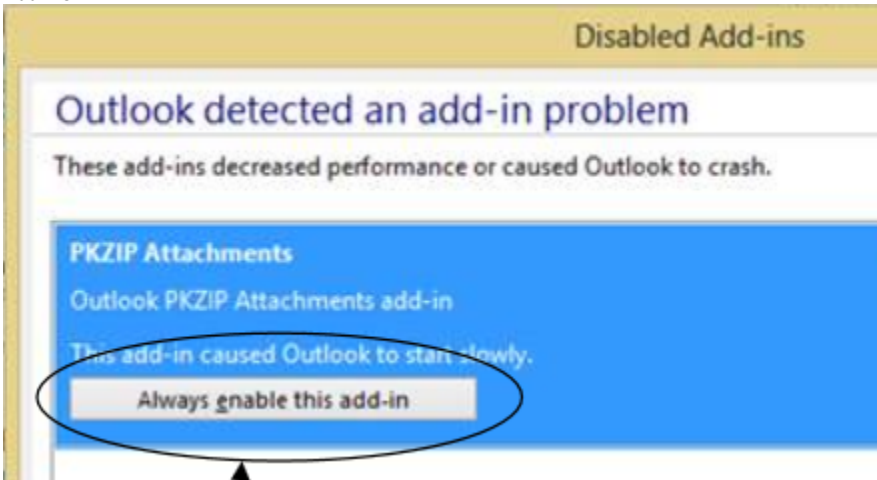 Disabled Add-ins
Outlook detected an add-in problem
These add-ins decreased performance or caused Outlook to crash.
PKZIP Attachments
Outlook PKZIP Attachments add-in
This add-in caused Outlook to start slowly.
Always enable this add-in